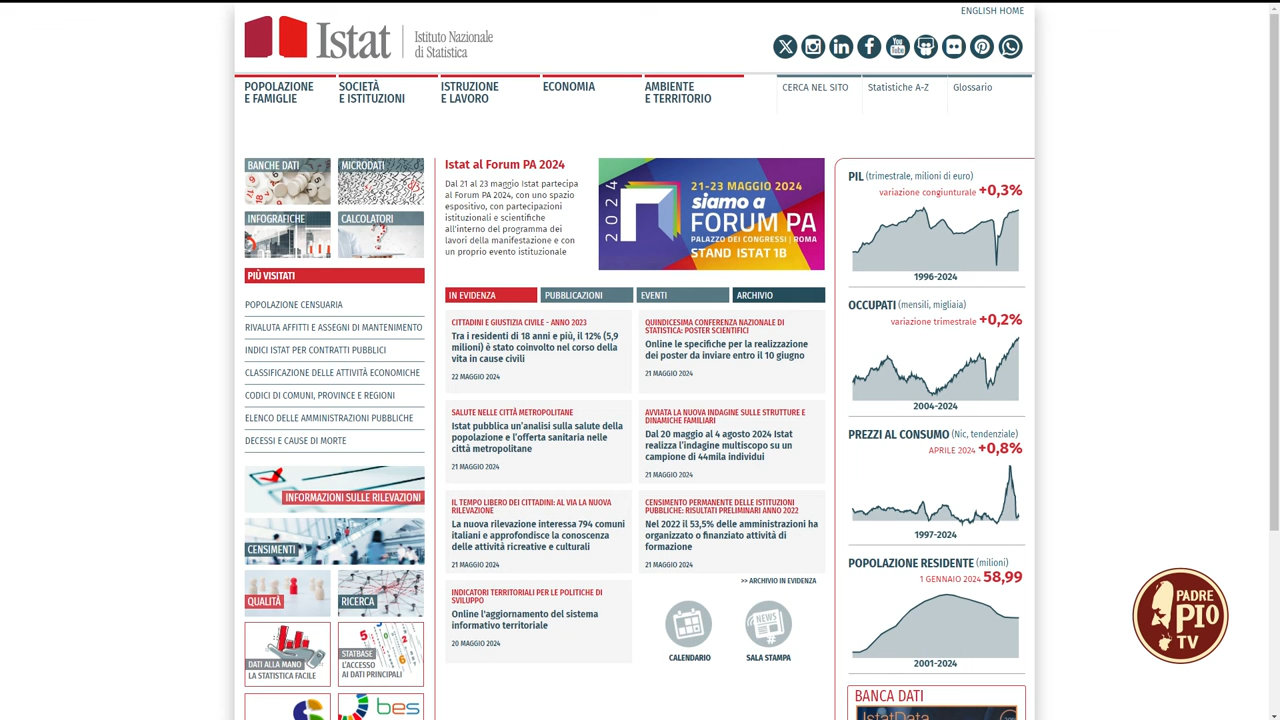 ENGLISH HOME
Istat
Istituto Nazionale
di Statistica
POPOLAZIONE
E FAMIGLIE
SOCIETÀ
E ISTITUZIONI
ISTRUZIONE
E LAVORO
ECONOMIA
AMBIENTE
E TERRITORIO
CERCA NEL SITO
Statistiche A-Z
Glossario
BANCHE DATI
MICRODATI
INFOGRAFICHE
CALCOLATORI
PIÙ VISITATI
POPOLAZIONE CENSUARIA
RIVALUTA AFFITTI E ASSEGNI DI MANTENIMENTO
INDICI ISTAT PER CONTRATTI PUBBLICI
CLASSIFICAZIONE DELLE ATTIVITÀ ECONOMICHE
CODICI DI COMUNI, PROVINCE E REGIONI
ELENCO DELLE AMMINISTRAZIONI PUBBLICHE
DECESSI E CAUSE DI MORTE
INFORMAZIONI SULLE RILEVAZIONI
CENSIMENTI
QUALITÀ
RICERCA
DATI ALLA MANO
LA STATISTICA FACILE
STATBASE
L'ACCESSO
AI DATI PRINCIPALI
bes
Istat al Forum PA 2024
Dal 21 al 23 maggio Istat partecipa
al Forum PA 2024, con uno spazio
espositivo, con partecipazioni
istituzionali e scientifiche
all'interno del programma dei
lavori della manifestazione e con
un proprio evento istituzionale
2024
21-23 MAGGIO 2024
siamo a
FORUM PA
PALAZZO DEI CONGRESSI | ROMA
STAND ISTAT 1B
IN EVIDENZA
PUBBLICAZIONI
EVENTI
ARCHIVIO
CITTADINI E GIUSTIZIA CIVILE - ANNO 2023
Tra i residenti di 18 anni e più, il 12% (5,9
milioni) è stato coinvolto nel corso della
vita in cause civili
22 MAGGIO 2024
QUINDICESIMA CONFERENZA NAZIONALE DI
STATISTICA: POSTER SCIENTIFICI
Online le specifiche per la realizzazione
dei poster da inviare entro il 10 giugno
21 MAGGIO 2024
SALUTE NELLE CITTÀ METROPOLITANE
Istat pubblica un'analisi sulla salute della
popolazione e l'offerta sanitaria nelle
città metropolitane
21 MAGGIO 2024
AVVIATA LA NUOVA INDAGINE SULLE STRUTTURE E
DINAMICHE FAMILIARI
Dal 20 maggio al 4 agosto 2024 Istat
realizza l'indagine multiscopo su un
campione di 44mila individui
21 MAGGIO 2024
IL TEMPO LIBERO DEI CITTADINI: AL VIA LA NUOVA
RILEVAZIONE
La nuova rilevazione interessa 794 comuni
italiani e approfondisce la conoscenza
delle attività ricreative e culturali
21 MAGGIO 2024
CENSIMENTO PERMANENTE DELLE ISTITUZIONI
PUBBLICHE: RISULTATI PRELIMINARI ANNO 2022
Nel 2022 il 53,5% delle amministrazioni ha
organizzato o finanziato attività di
formazione
21 MAGGIO 2024
>> ARCHIVIO IN EVIDENZA
INDICATORI TERRITORIALI PER LE POLITICHE DI
SVILUPPO
Online l'aggiornamento del sistema
informativo territoriale
20 MAGGIO 2024
NEWS
CALENDARIO
SALA STAMPA
PIL (trimestrale, milioni di euro)
variazione congiunturale +0,3%
1996-2024
OCCUPATI (mensili, migliaia)
variazione trimestrale +0,2%
2004-2024
PREZZI AL CONSUMO (Nic, tendenziale)
APRILE 2024 +0,8%
1997-2024
POPOLAZIONE RESIDENTE (milioni)
1 GENNAIO 2024 58,99
2001-2024
BANCA DATI
IstatData
PADRE
PIO
TV